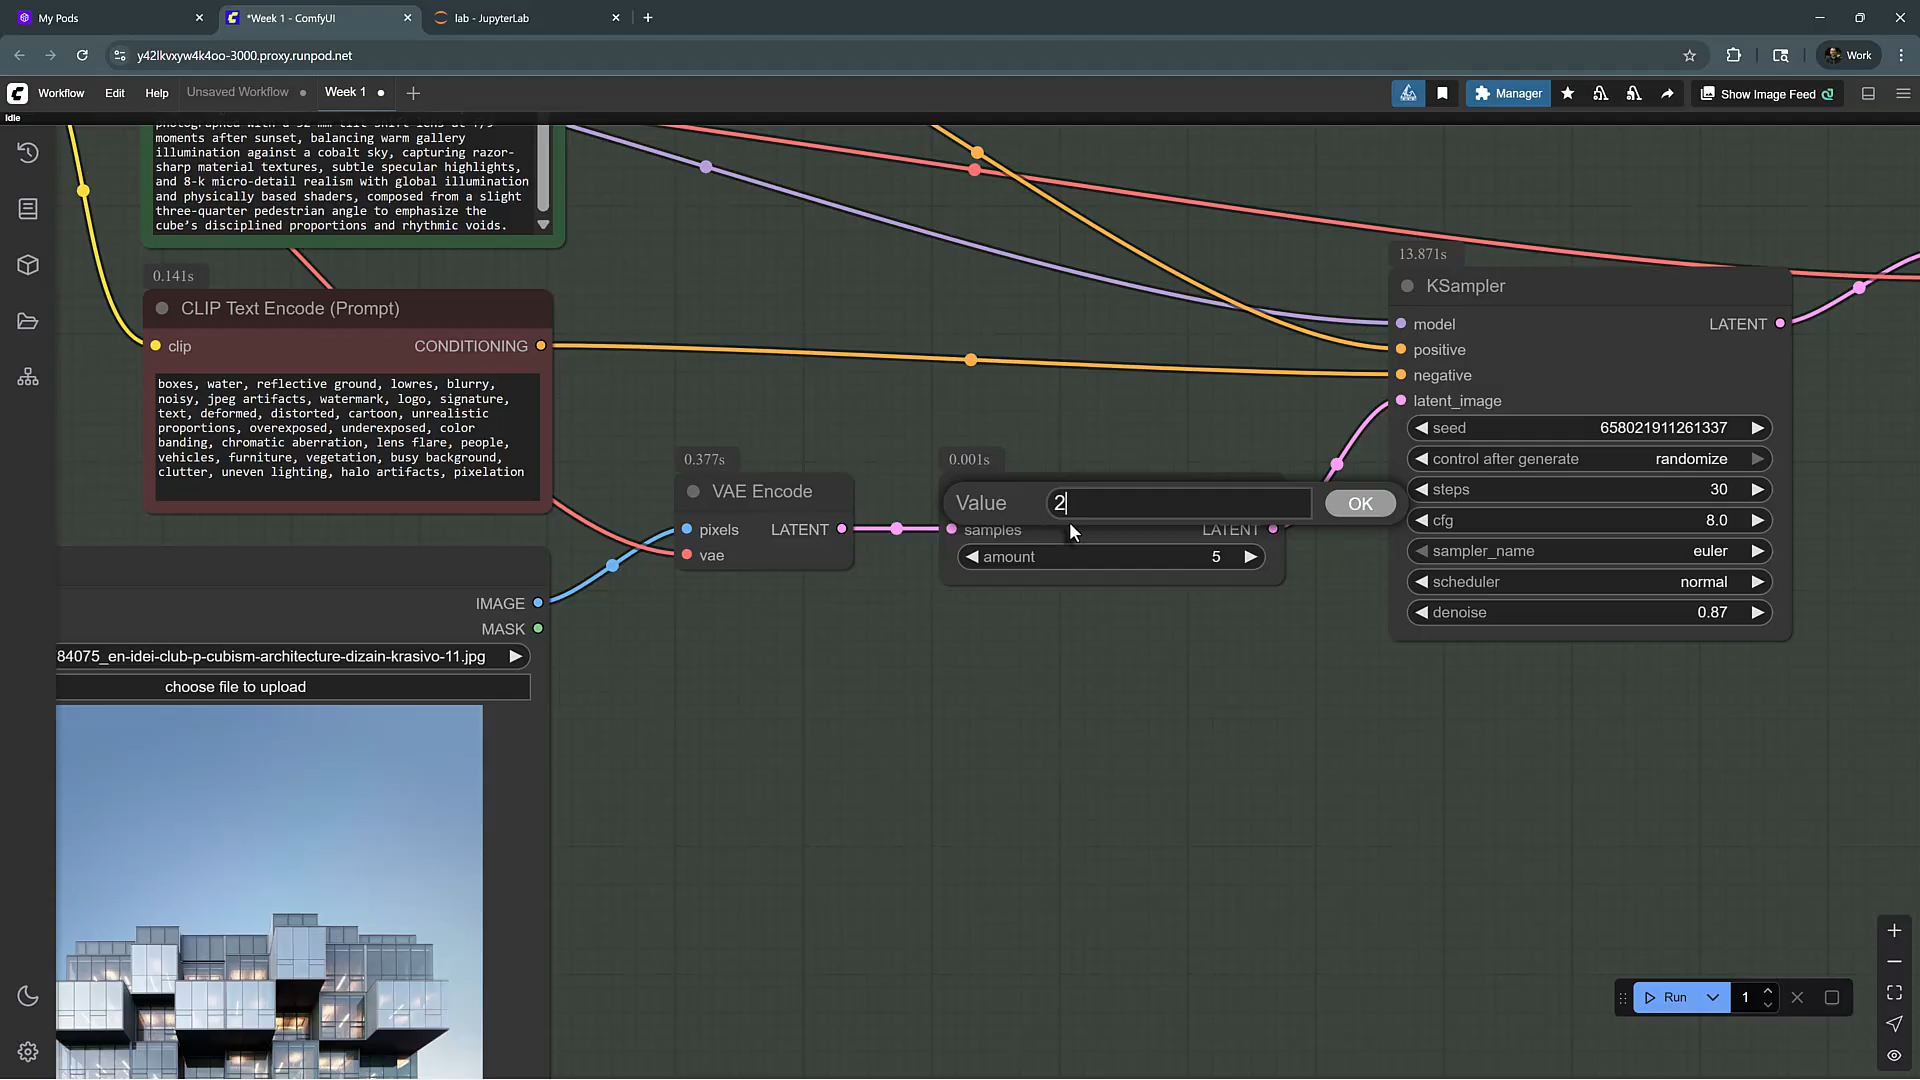 My Pods
*Week 1 - ComfyUI
lab - JupyterLab
y42lkvxyw4k4oo-3000.proxy.runpod.net
Work
Workflow
Edit
Help
Unsaved Workflow
Week 1
Manager
Show Image Feed
Idle
moments after sunset, balancing warm gallery
illumination against a cobalt sky, capturing razor-
sharp material textures, subtle specular highlights,
and 8-k micro-detail realism with global illumination
and physically based shaders, composed from a slight
three-quarter pedestrian angle to emphasize the
cube's disciplined proportions and rhythmic voids.
0.141s
CLIP Text Encode (Prompt)
clip
CONDITIONING
boxes, water, reflective ground, lowres, blurry,
noisy, jpeg artifacts, watermark, logo, signature,
text, deformed, distorted, cartoon, unrealistic
proportions, overexposed, underexposed, color
banding, chromatic aberration, lens flare, people,
vehicles, furniture, vegetation, busy background,
clutter, uneven lighting, halo artifacts, pixelation
0.377s
VAE Encode
pixels
LATENT
vae
0.001s
Value
2
OK
samples
LATENT
amount
5
13.871s
KSampler
model
LATENT
positive
negative
latent_image
seed
658021911261337
control after generate
randomize
steps
30
cfg
8.0
sampler_name
euler
scheduler
normal
denoise
0.87
IMAGE
MASK
84075_en-idei-club-p-cubism-architecture-dizain-krasivo-11.jpg
choose file to upload
Run
1